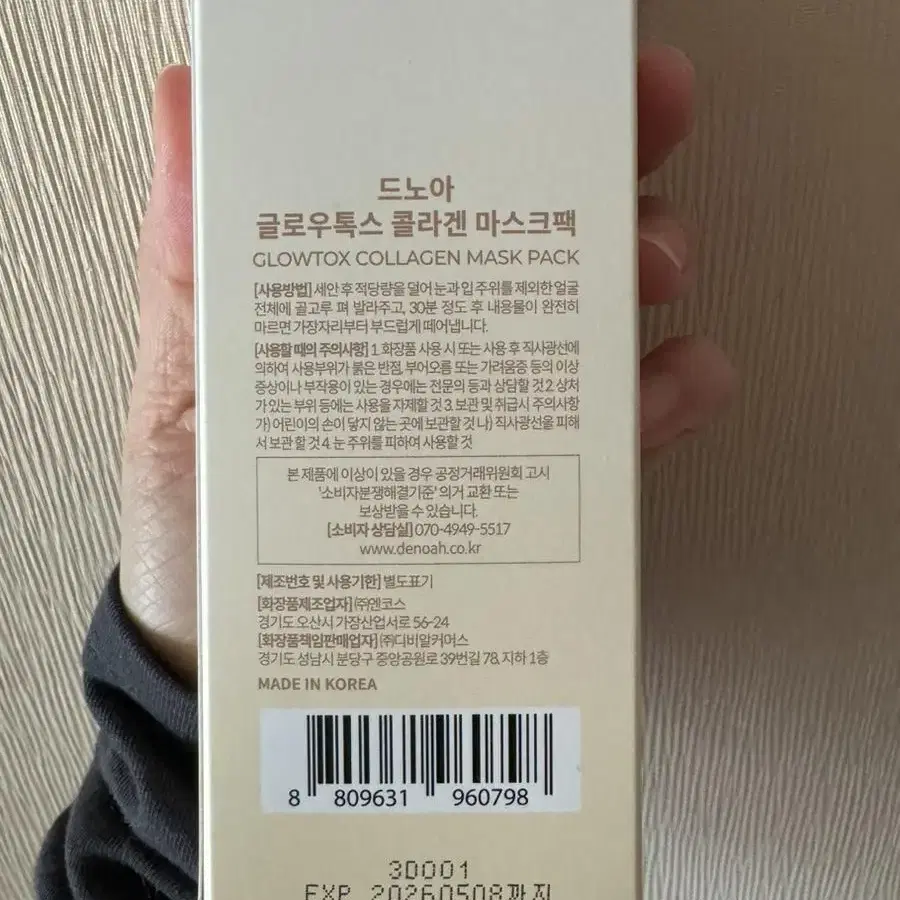 드노아
글로우톡스 콜라겐 마스크팩
GLOWTOX COLLAGEN MASK PACK
[사용방법] 세안 후 적당량을 덜어 눈과 입 주위를 제외한 얼굴
전체에 골고루 펴 발라주고, 30분 정도 후 내용물이 완전히
마르면 가장자리부터 부드럽게 떼어냅니다.
[사용할 때의 주의사항] 1. 화장품 사용 시 또는 사용 후 직사광선에
의하여 사용부위가 붉은 반점, 부어오름 또는 가려움증 등의 이상
증상이나 부작용이 있는 경우에는 전문의 등과 상담할 것 2. 상처
가 있는 부위 등에는 사용을 자제할 것 3. 보관 및 취급시 주의사항
가) 어린이의 손이 닿지 않는 곳에 보관할 것 나) 직사광선을 피해
서 보관 할 것 4. 눈 주위를 피하여 사용할 것
본 제품에 이상이 있을 경우 공정거래위원회 고시
'소비자분쟁해결기준' 의거 교환 또는
보상받을 수 있습니다.
[소비자 상담실] 070-4949-5517
www.denoah.co.kr
[제조번호 및 사용기한] 별도표기
[화장품제조업자] ㈜엔코스
경기도 오산시 가장산업서로 56-24
[화장품책임판매업자] ㈜디비알커머스
경기도 성남시 분당구 중앙공원로 39번길 78, 지하 1층
MADE IN KOREA
8 809631 960798
3D001
EXP 20260508까지